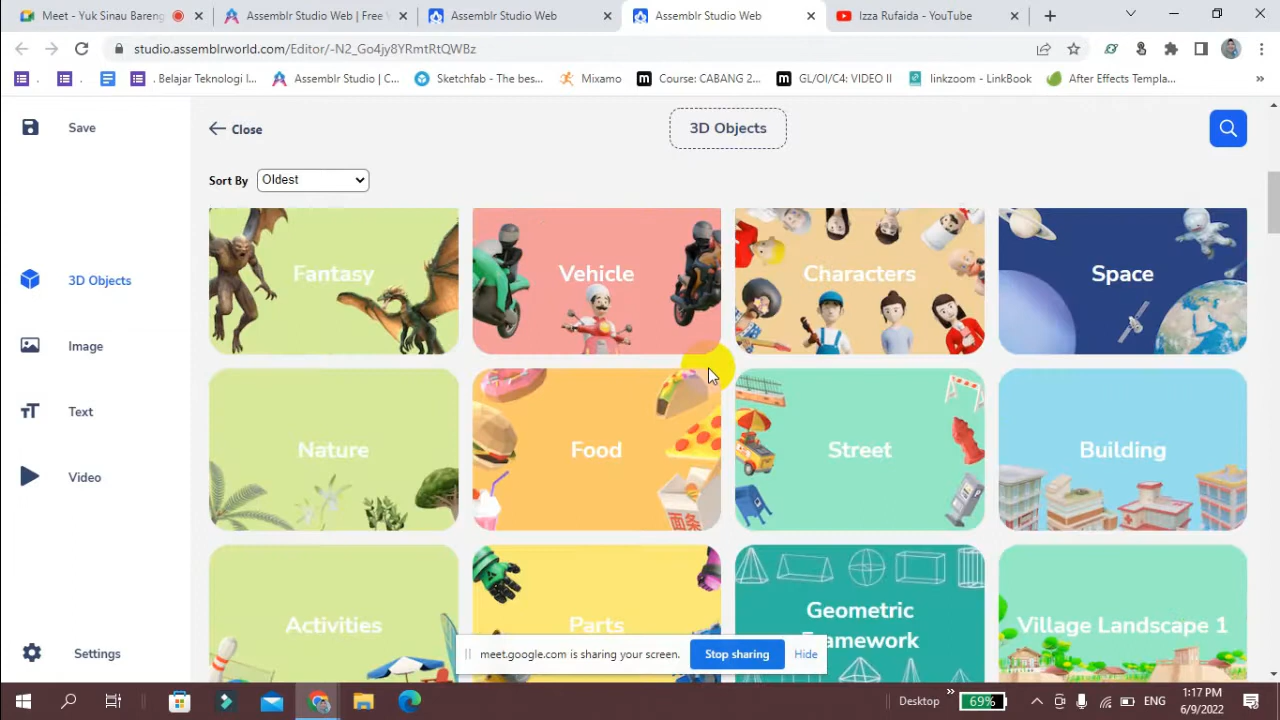 Meet - Yuk Sinau Bareng
Assemblr Studio Web | Free V
Assemblr Studio Web
Assemblr Studio Web
Izza Rufaida - YouTube
studio.assemblrworld.com/Editor/-N2_Go4jy8YRmtRtQWBz
.
.
. Belajar Teknologi I...
Assemblr Studio | C...
Sketchfab - The bes...
Mixamo
Course: CABANG 2...
GL/OI/C4: VIDEO II
linkzoom - LinkBook
After Effects Templa...
»
Save
3D Objects
Image
Text
Video
Settings
Close
3D Objects
Sort By Oldest
Fantasy
Vehicle
Characters
Space
Nature
Food
Street
Building
Activities
Parts
Geometric
Framework
Village Landscape 1
面条
meet.google.com is sharing your screen.
Stop sharing
Hide
Desktop
»
69%
ENG
1:17 PM
6/9/2022